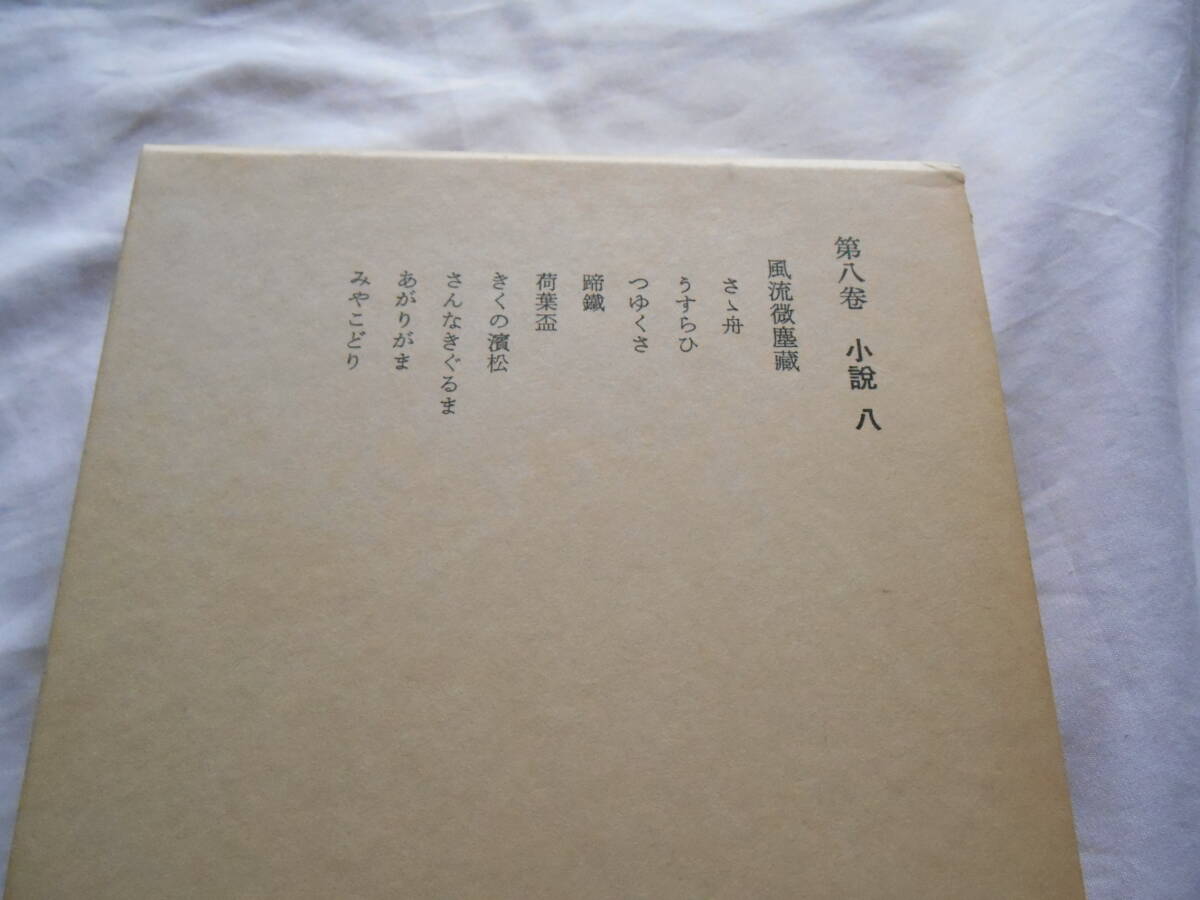 第八卷 小說 八
風流微塵藏
さゝ舟
うすらひ
つゆくさ
蹄鐵
荷葉盃
きくの濱松
さんなきぐるま
あがりがま
みやこどり